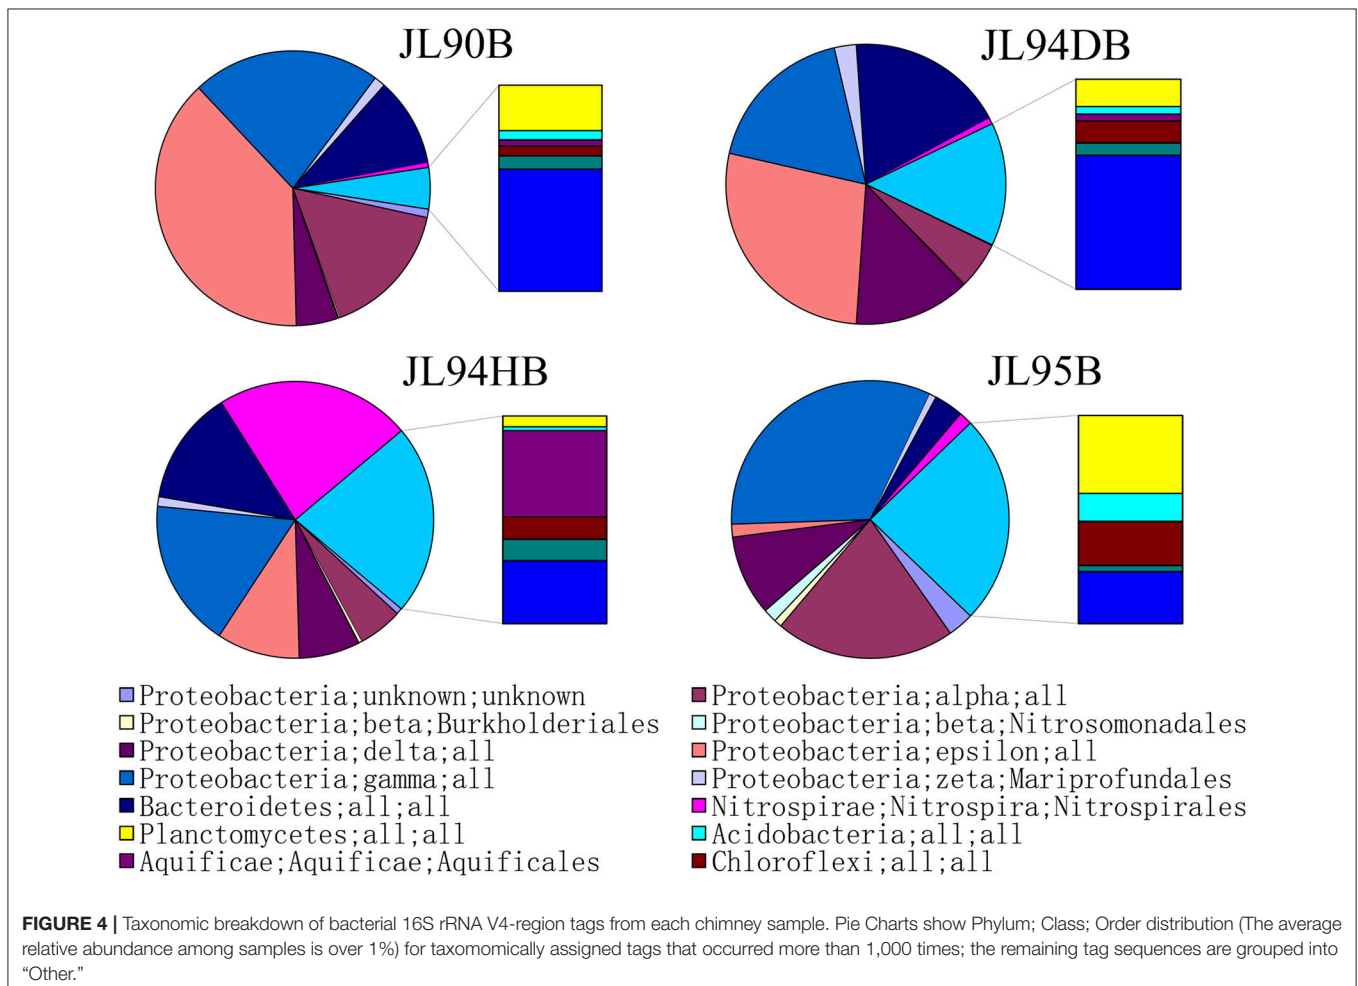 JL90B
JL94DB
JL94HB
JL95B
Proteobacteria;unknown;unknown
Proteobacteria;alpha;all
Proteobacteria;beta;Burkholderiales
Proteobacteria;beta;Nitrosomonadales
Proteobacteria;delta;all
Proteobacteria;epsilon;all
Proteobacteria;gamma;all
Proteobacteria;zeta;Mariprofundales
Bacteroidetes;all;all
Nitrospirae;Nitrospira;Nitrospirales
Planctomycetes;all;all
Acidobacteria;all;all
Aquificae;Aquificae;Aquificales
Chloroflexi;all;all
FIGURE 4 | Taxonomic breakdown of bacterial 16S rRNA V4-region tags from each chimney sample. Pie Charts show Phylum; Class; Order distribution (The average
relative abundance among samples is over 1%) for taxomomically assigned tags that occurred more than 1,000 times; the remaining tag sequences are grouped into
“Other.”